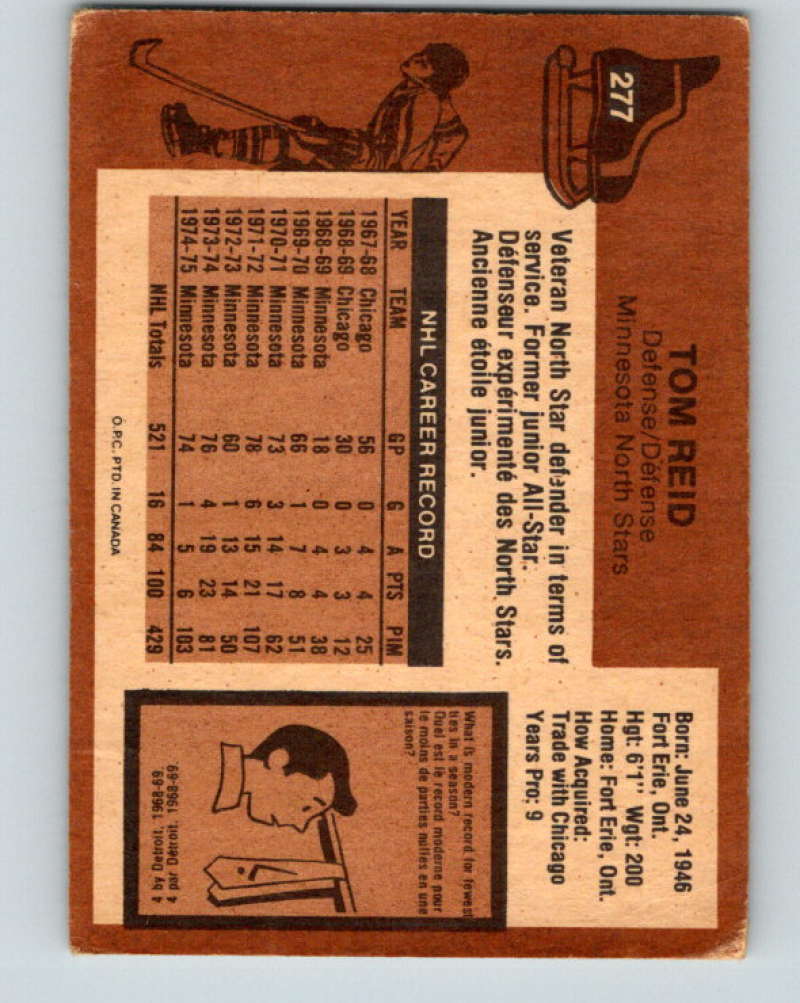 277
TOM REID
Defense/Défense
Minnesota North Stars
Born: June 24, 1946
Fort Erie, Ont.
Hgt: 6'1" Wgt: 200
Home: Fort Erie, Ont.
How Acquired:
Trade with Chicago
Years Pro: 9
Veteran North Star defender in terms of
service. Former junior All-Star.
Défenseur expérimenté des North Stars.
Ancienne étoile junior.
NHL CAREER RECORD
YEAR TEAM GP G A PTS PIM
1967-68 Chicago 56 0 4 4 25
1968-69 Chicago 30 0 3 3 12
1968-69 Minnesota 18 0 4 4 38
1969-70 Minnesota 66 1 7 8 51
1970-71 Minnesota 73 3 14 17 62
1971-72 Minnesota 78 6 15 21 107
1972-73 Minnesota 60 1 13 14 50
1973-74 Minnesota 76 4 19 23 81
1974-75 Minnesota 74 1 5 6 103
NHL Totals 521 16 84 100 429
O.P.C. PTD. IN CANADA
What is modern record for fewest
ties in a season?
Quel est le record moderne pour
le moins de parties nulles en une
saison?
4 by Detroit, 1968-69.
4 par Détroit, 1968-69.